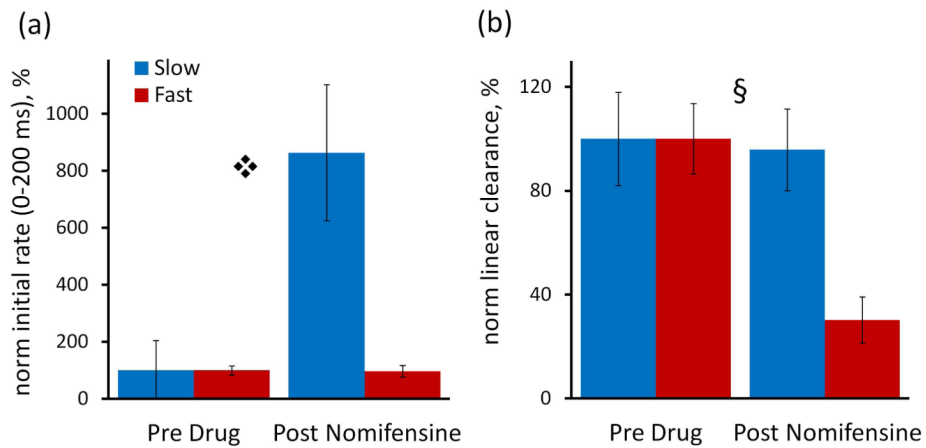 (a)
norm initial rate (0-200 ms), %
1000
800
600
400
200
0
Slow
Fast
Pre Drug
Post Nomifensine
(b)
norm linear clearance, %
120
80
40
0
§
Pre Drug
Post Nomifensine